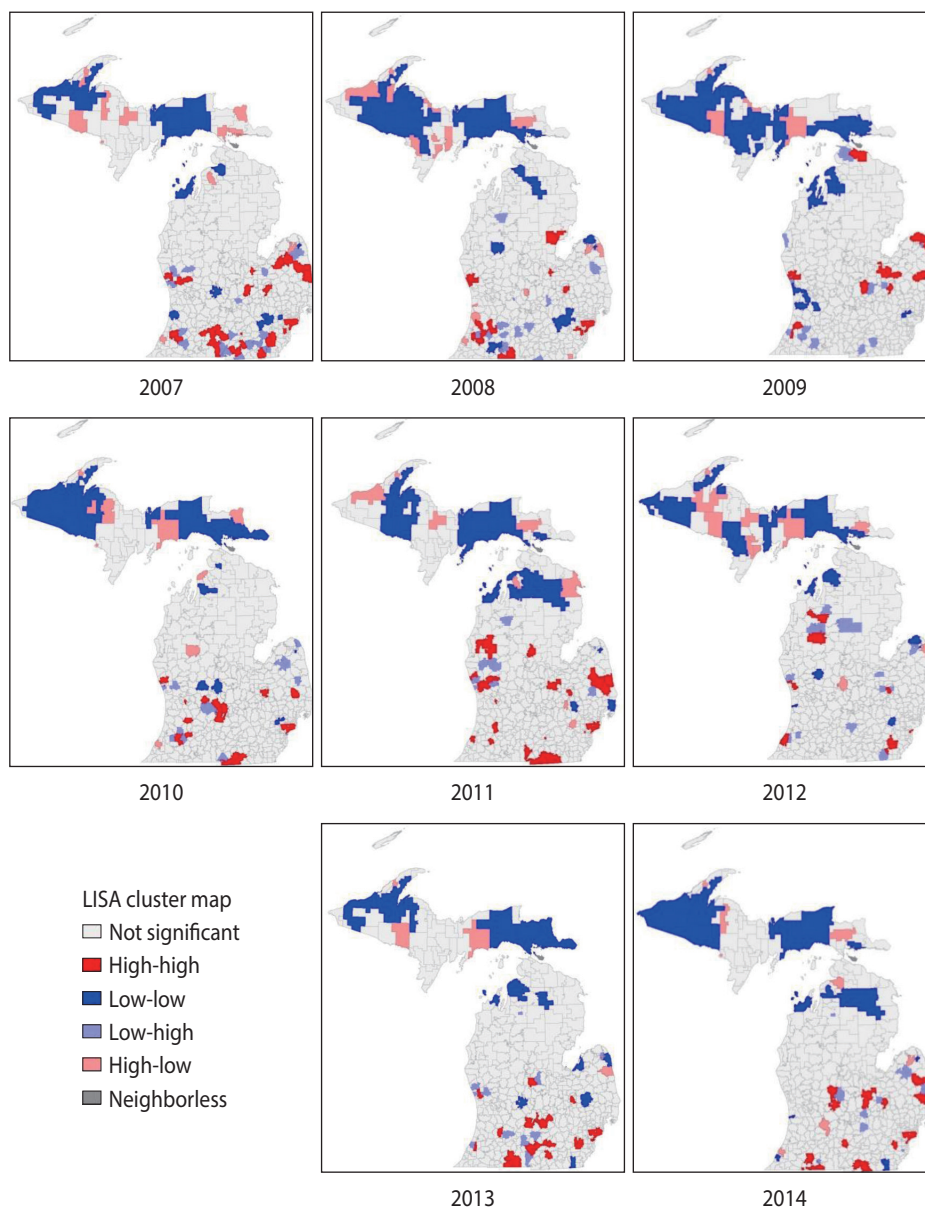 2007
2008
2009
2010
2011
2012
LISA cluster map
Not significant
High-high
Low-low
Low-high
High-low
Neighborless
2013
2014